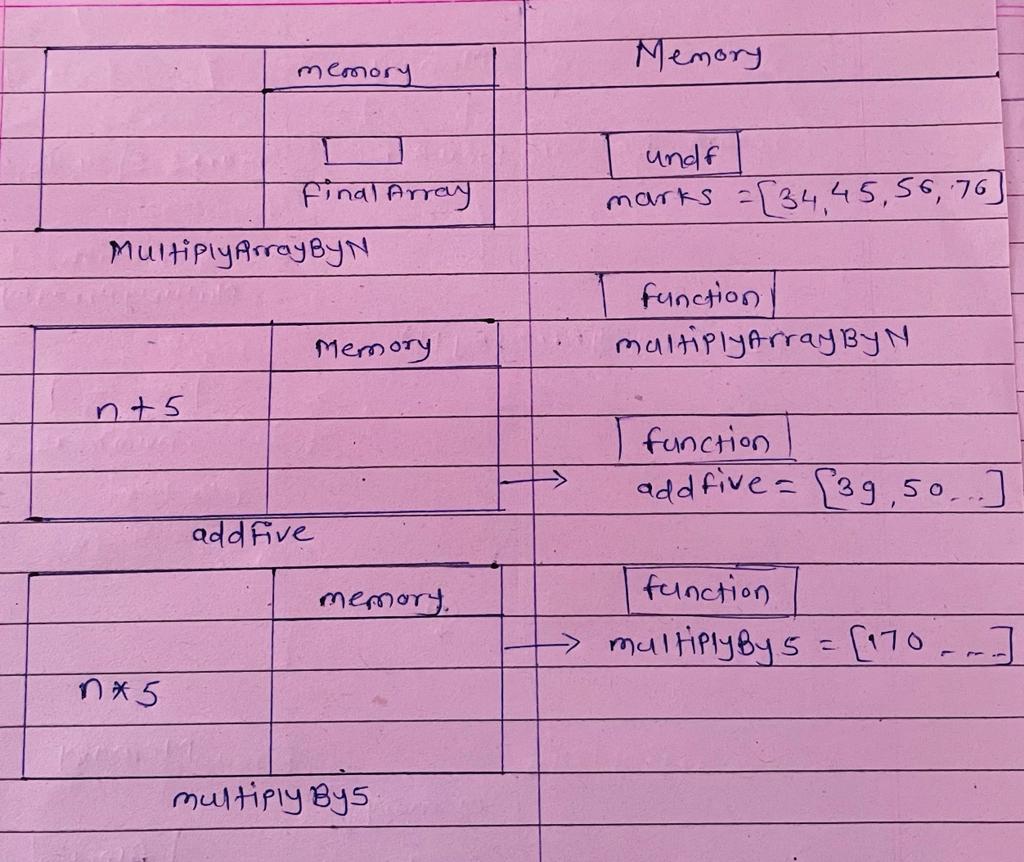 memory
finalArray
MultiplyArrayByN
Memory
n + 5
addFive
memory.
n * 5
multiplyBy5
Memory
undf
marks = [34, 45, 56, 76]
function
multiplyArrayByN
function
addfive = [39, 50...]
function
multiplyBy5 = [170 ----]